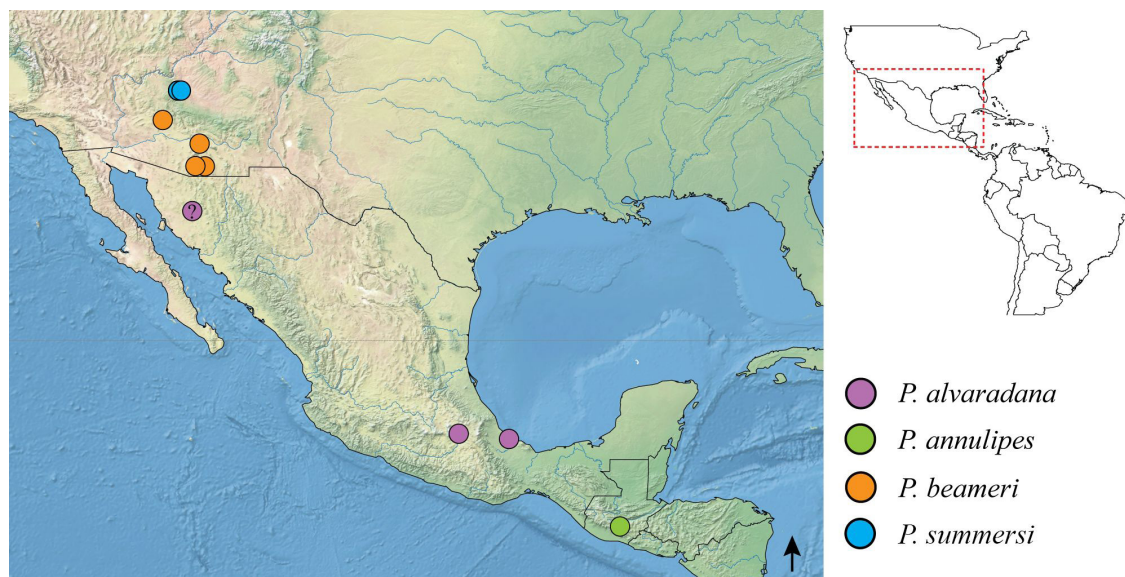 ?
P. alvaradana
P. annulipes
P. beameri
P. summersi